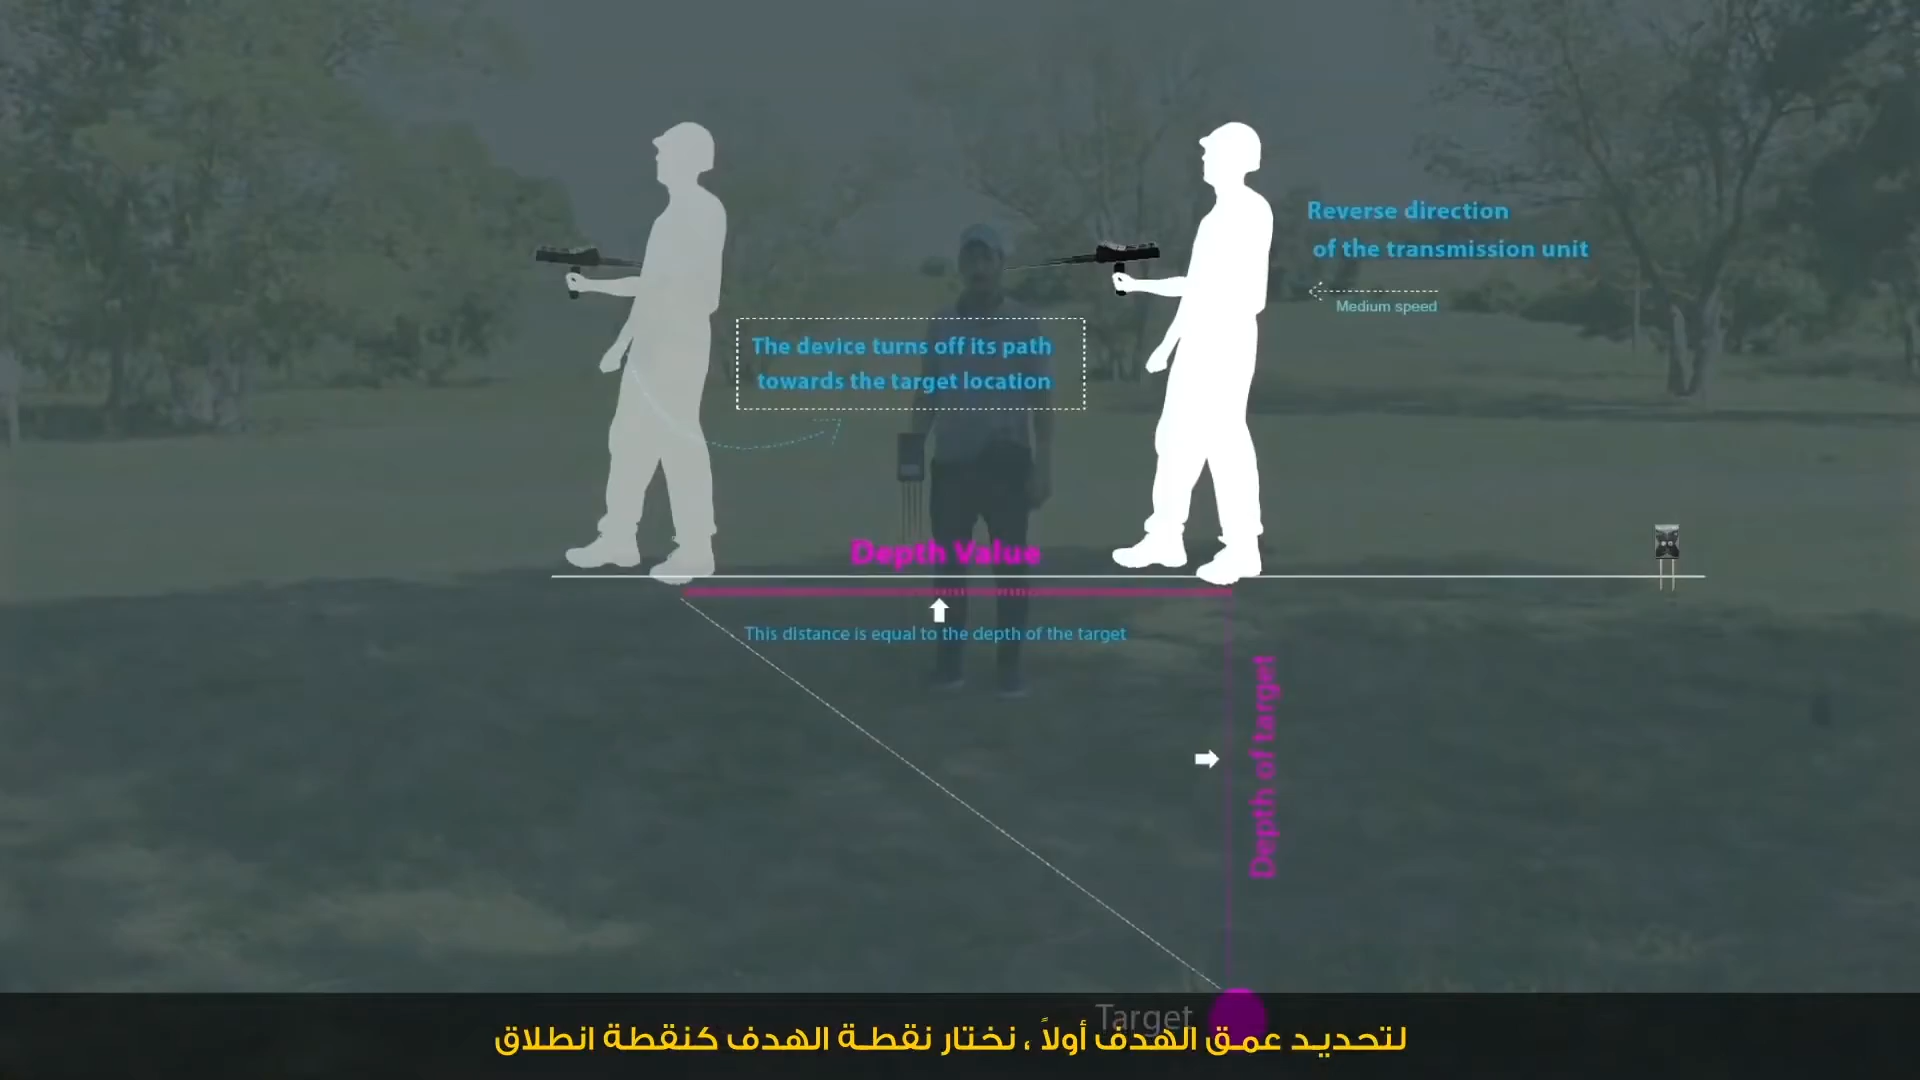 Reverse direction
of the transmission unit
Medium speed
The device turns off its path
towards the target location
Depth Value
This distance is equal to the depth of the target
Depth of target
Target
لتحديد عمق الهدف أولاً ، نختار نقطة الهدف كنقطة انطلاق